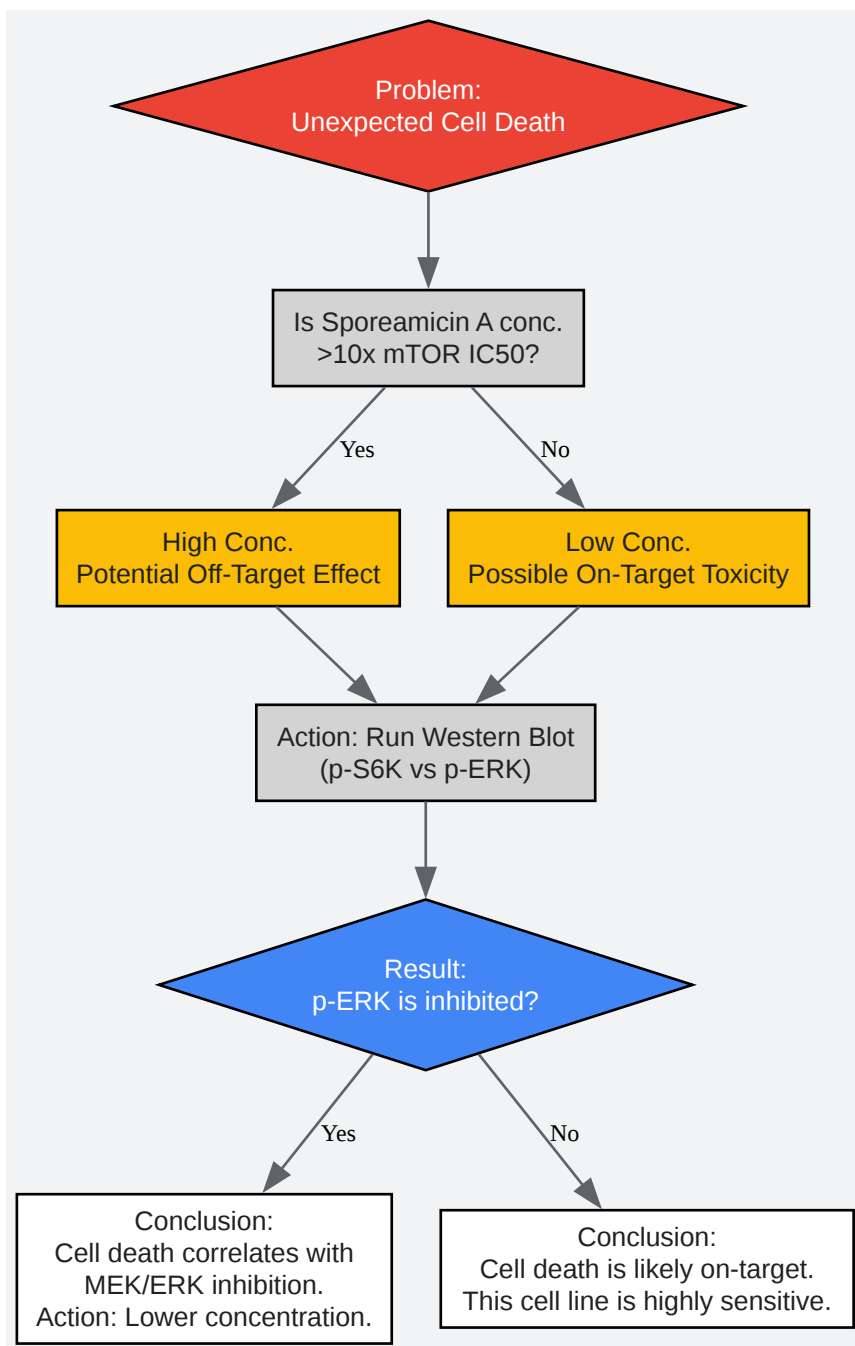 Problem:
Unexpected Cell Death
Is Sporeamicin A conc.
>10x mTOR IC50?
Yes
No
High Conc.
Potential Off-Target Effect
Low Conc.
Possible On-Target Toxicity
Action: Run Western Blot
(p-S6K vs p-ERK)
Result:
p-ERK is inhibited?
Yes
No
Conclusion:
Cell death correlates with
MEK/ERK inhibition.
Action: Lower concentration.
Conclusion:
Cell death is likely on-target.
This cell line is highly sensitive.